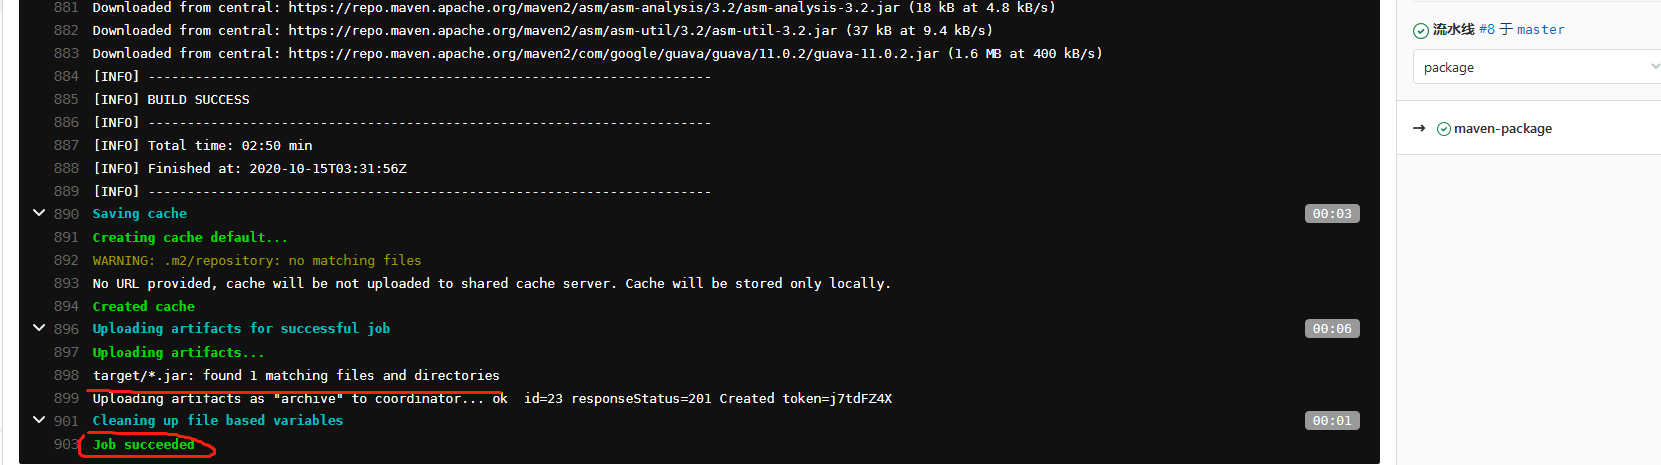 881 Downloaded from central: https://repo.maven.apache.org/maven2/asm/asm-analysis/3.2/asm-analysis-3.2.jar (18 kB at 4.8 kB/s)
882 Downloaded from central: https://repo.maven.apache.org/maven2/asm/asm-util/3.2/asm-util-3.2.jar (37 kB at 9.4 kB/s)
883 Downloaded from central: https://repo.maven.apache.org/maven2/com/google/guava/guava/11.0.2/guava-11.0.2.jar (1.6 MB at 400 kB/s)
884 [INFO] ------------------------------------------------------------------------
885 [INFO] BUILD SUCCESS
886 [INFO] ------------------------------------------------------------------------
887 [INFO] Total time: 02:50 min
888 [INFO] Finished at: 2020-10-15T03:31:56Z
889 [INFO] ------------------------------------------------------------------------
890 Saving cache 00:03
891 Creating cache default...
892 WARNING: .m2/repository: no matching files
893 No URL provided, cache will be not uploaded to shared cache server. Cache will be stored only locally.
894 Created cache
896 Uploading artifacts for successful job 00:06
897 Uploading artifacts...
898 target/*.jar: found 1 matching files and directories
899 Uploading artifacts as "archive" to coordinator... ok  id=23 responseStatus=201 Created token=j7tdFZ4X
901 Cleaning up file based variables 00:01
903 Job succeeded
流水线 #8 于 master
package
→ maven-package